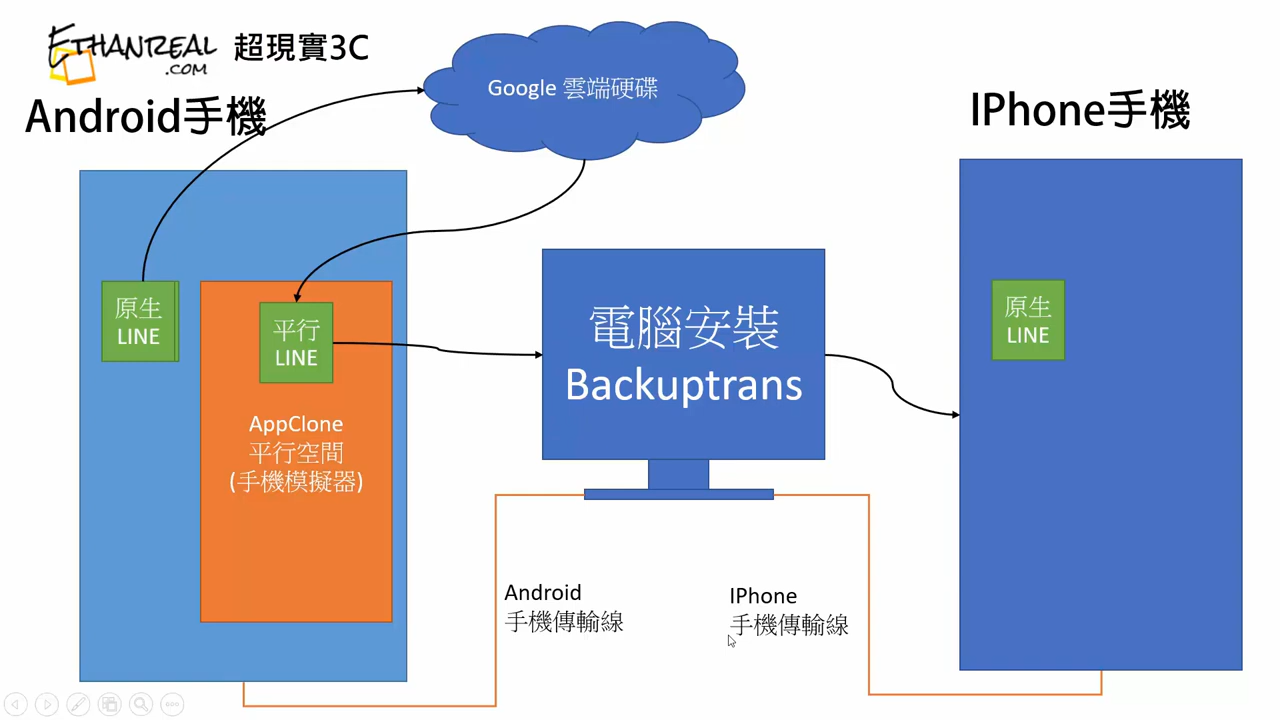 ETHANREAL
.COM
超現實3C
Google 雲端硬碟
Android手機
IPhone手機
原生
LINE
平行
LINE
AppClone
平行空間
(手機模擬器)
電腦安裝
Backuptrans
原生
LINE
Android
手機傳輸線
IPhone
手機傳輸線